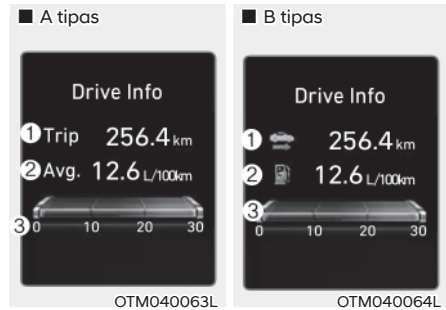 ■ A tipas
Drive Info
① Trip 256.4 km
② Avg. 12.6 L/100km
③
0 10 20 30
OTM040063L
■ B tipas
Drive Info
① 256.4 km
② 12.6 L/100km
③
0 10 20 30
OTM040064L